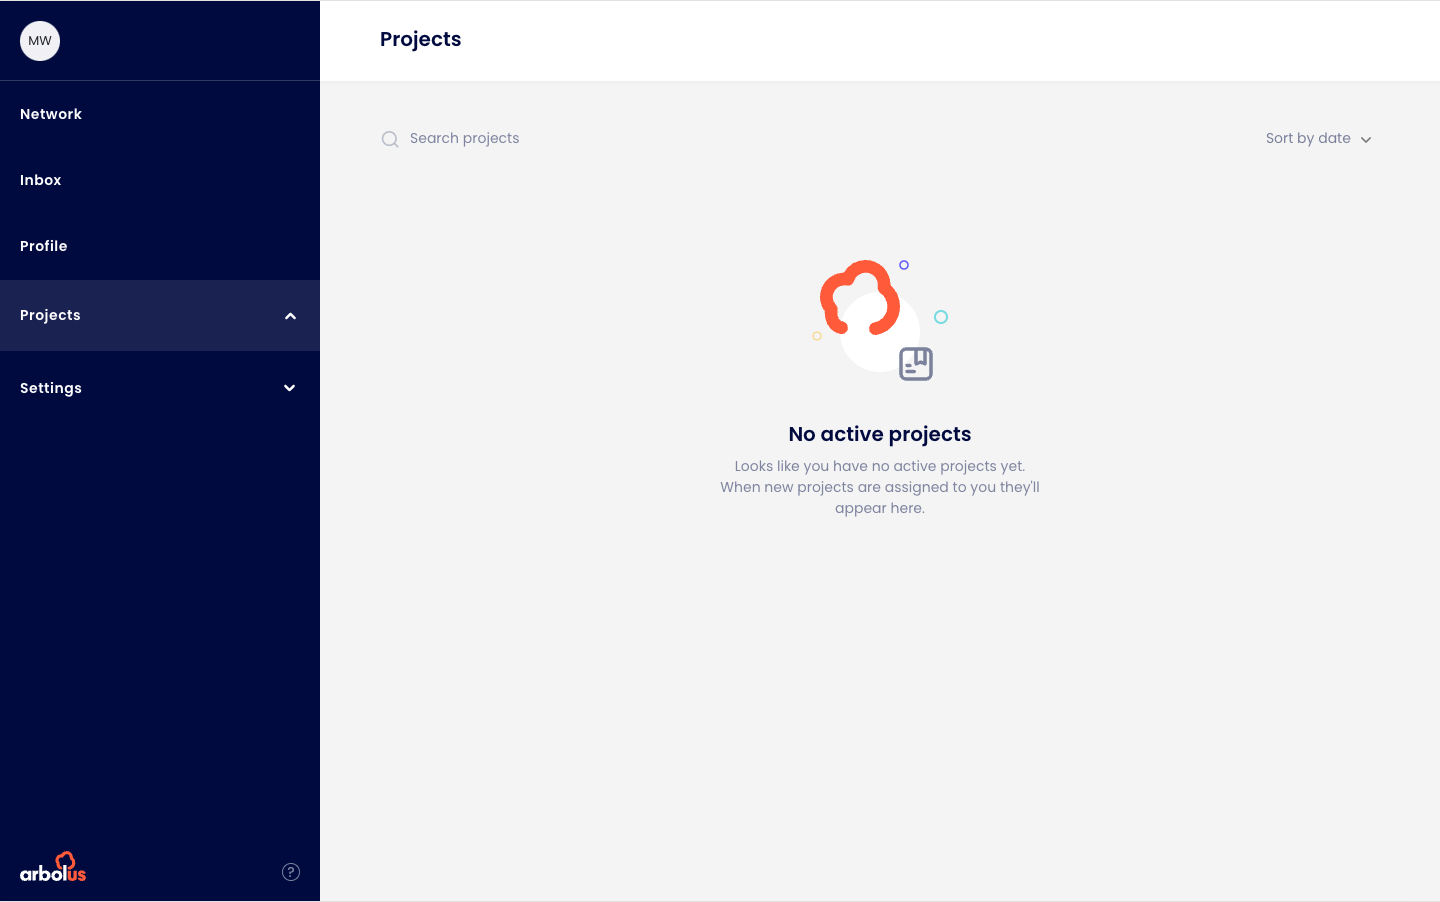 MW
Network
Inbox
Profile
Projects
Settings
arbolus
?
Projects
Search projects
Sort by date
No active projects
Looks like you have no active projects yet.
When new projects are assigned to you they'll
appear here.